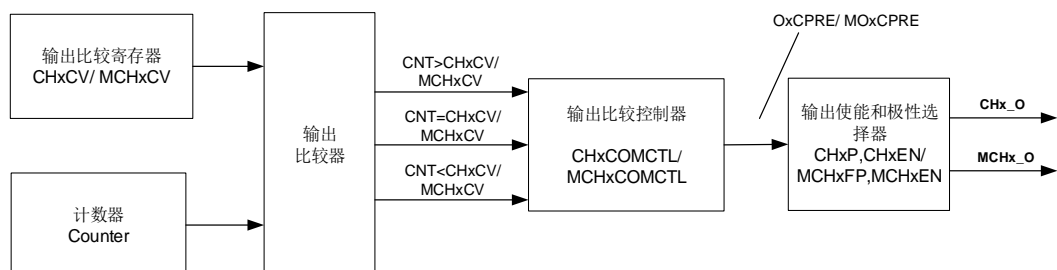 输出比较寄存器
CHxCV/ MCHxCV
计数器
Counter
输出
比较器
CNT>CHxCV/
MCHxCV
CNT=CHxCV/
MCHxCV
CNT<CHxCV/
MCHxCV
输出比较控制器
CHxCOMCTL/
MCHxCOMCTL
OxCPRE/ MOxCPRE
输出使能和极性选
择器
CHxP,CHxEN/
MCHxFP,MCHxEN
CHx_O
MCHx_O